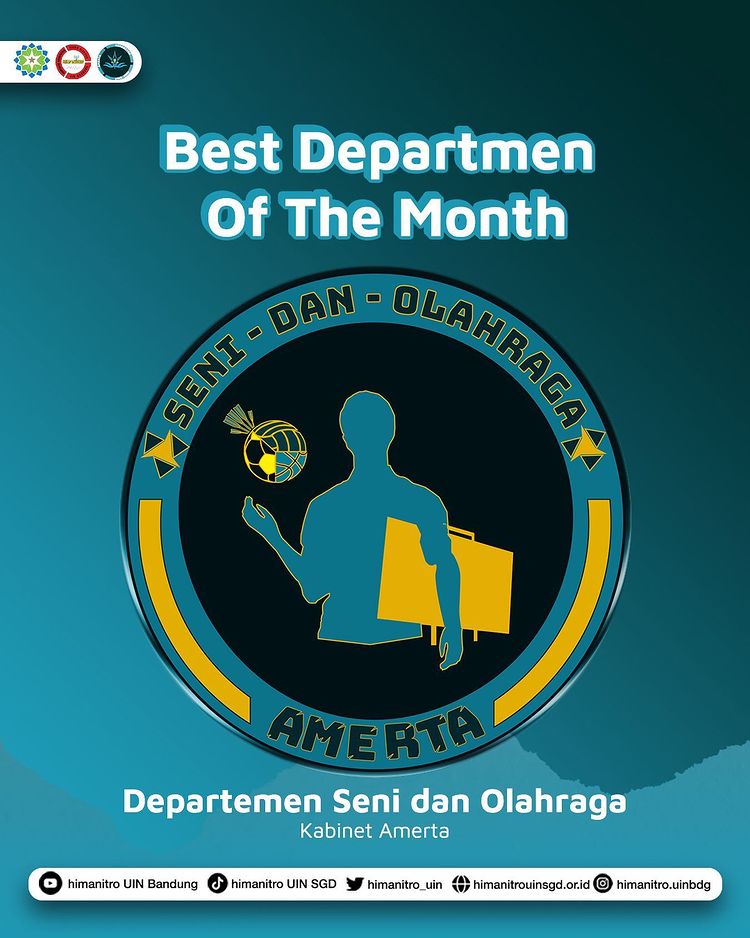 Best Departmen
Of The Month
SENI - DAN - OLAHRAGA
AMERTA
Departemen Seni dan Olahraga
Kabinet Amerta
himanitro UIN Bandung himanitro UIN SGD himanitro_uin himanitrouinsgd.or.id himanitro.uinbdg